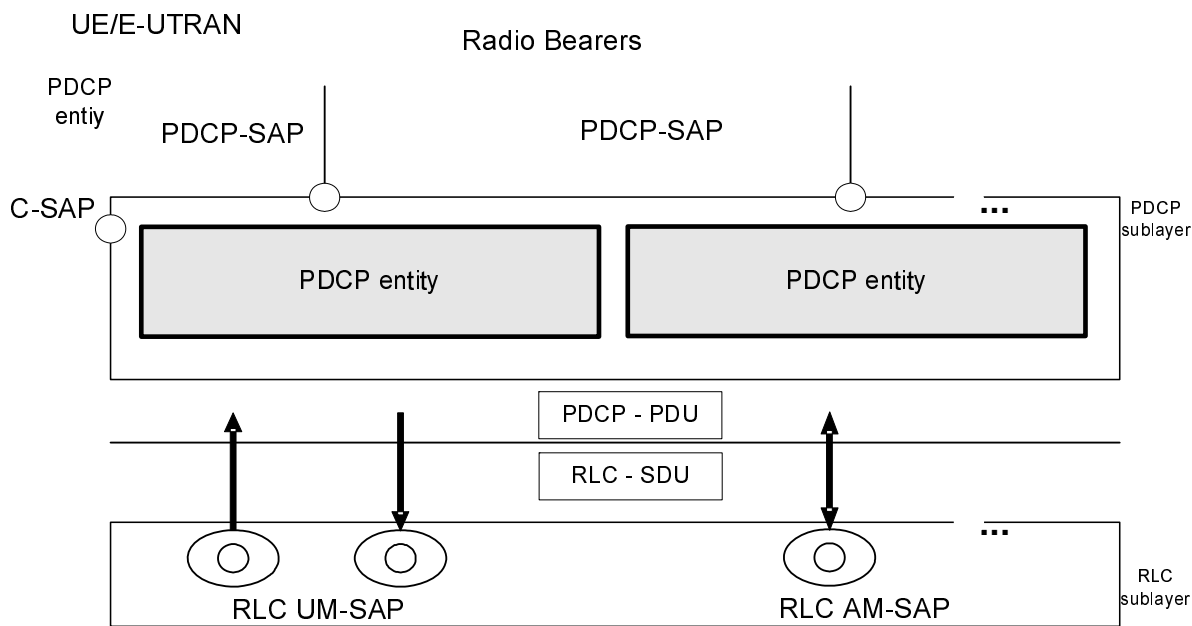 UE/E-UTRAN
Radio Bearers
PDCP
entiy
PDCP-SAP
PDCP-SAP
C-SAP
...
PDCP
sublayer
PDCP entity
PDCP entity
PDCP - PDU
RLC - SDU
...
RLC UM-SAP
RLC AM-SAP
RLC
sublayer